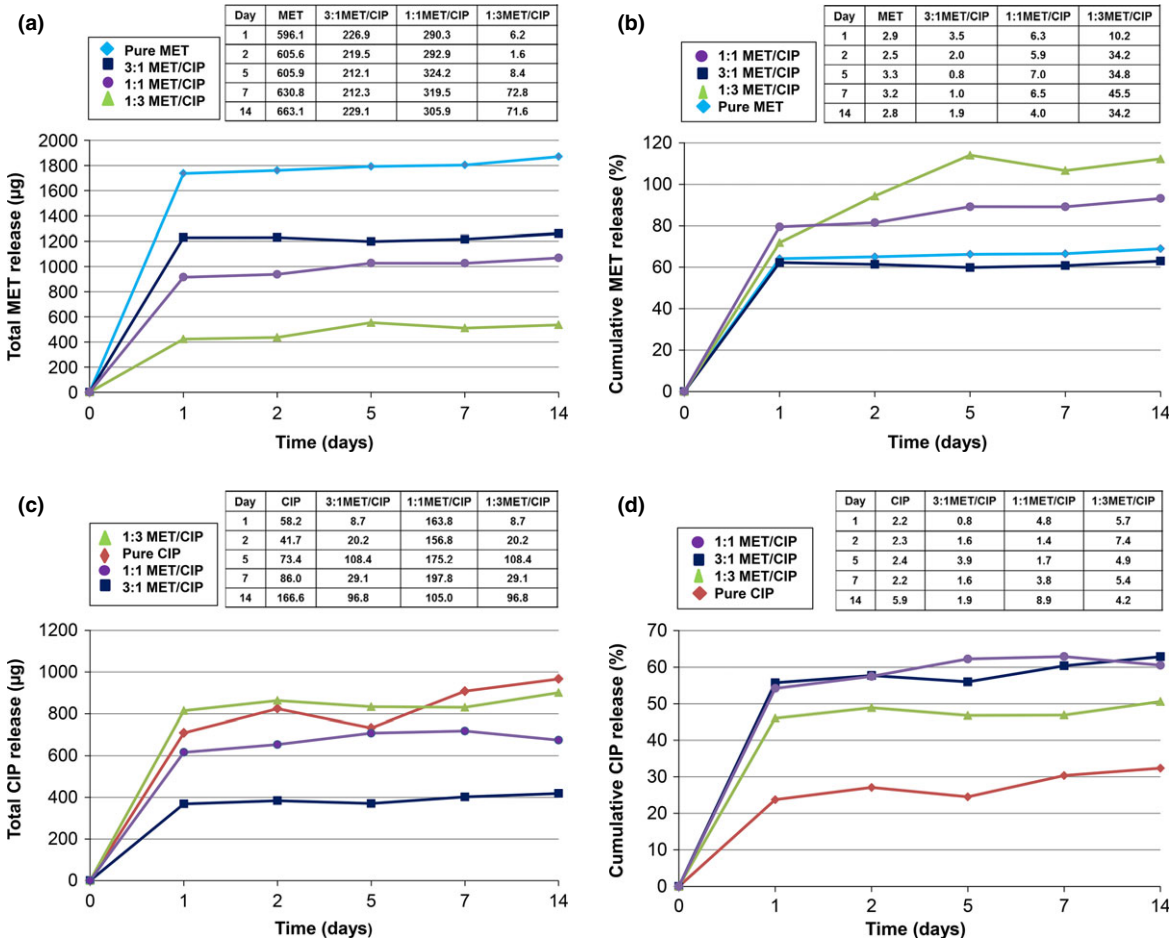 (a)
Day MET 3:1MET/CIP 1:1MET/CIP 1:3MET/CIP
1 596.1 226.9 290.3 6.2
2 605.6 219.5 292.9 1.6
5 605.9 212.1 324.2 8.4
7 630.8 212.3 319.5 72.8
14 663.1 229.1 305.9 71.6
Pure MET
3:1 MET/CIP
1:1 MET/CIP
1:3 MET/CIP
Total MET release (µg)
2000
1800
1600
1400
1200
1000
800
600
400
200
0
0 1 2 5 7 14
Time (days)
(b)
Day MET 3:1MET/CIP 1:1MET/CIP 1:3MET/CIP
1 2.9 3.5 6.3 10.2
2 2.5 2.0 5.9 34.2
5 3.3 0.8 7.0 34.8
7 3.2 1.0 6.5 45.5
14 2.8 1.9 4.0 34.2
1:1 MET/CIP
3:1 MET/CIP
1:3 MET/CIP
Pure MET
Cumulative MET release (%)
120
100
80
60
40
20
0
0 1 2 5 7 14
Time (days)
(c)
Day CIP 3:1MET/CIP 1:1MET/CIP 1:3MET/CIP
1 58.2 8.7 163.8 8.7
2 41.7 20.2 156.8 20.2
5 73.4 108.4 175.2 108.4
7 86.0 29.1 197.8 29.1
14 166.6 96.8 105.0 96.8
1:3 MET/CIP
Pure CIP
1:1 MET/CIP
3:1 MET/CIP
Total CIP release (µg)
1200
1000
800
600
400
200
0
0 1 2 5 7 14
Time (days)
(d)
Day CIP 3:1MET/CIP 1:1MET/CIP 1:3MET/CIP
1 2.2 0.8 4.8 5.7
2 2.3 1.6 1.4 7.4
5 2.4 3.9 1.7 4.9
7 2.2 1.6 3.8 5.4
14 5.9 1.9 8.9 4.2
1:1 MET/CIP
3:1 MET/CIP
1:3 MET/CIP
Pure CIP
Cumulative CIP release (%)
70
60
50
40
30
20
10
0
0 1 2 5 7 14
Time (days)